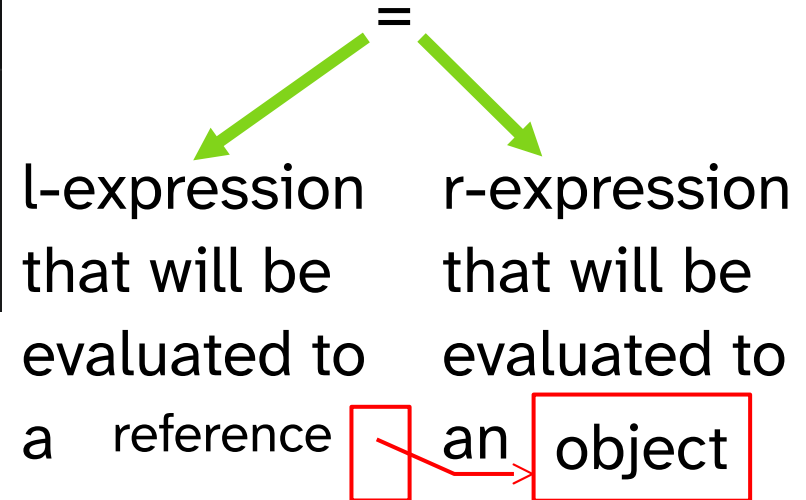 =
l-expression
that will be
evaluated to
a reference
r-expression
that will be
evaluated to
an object